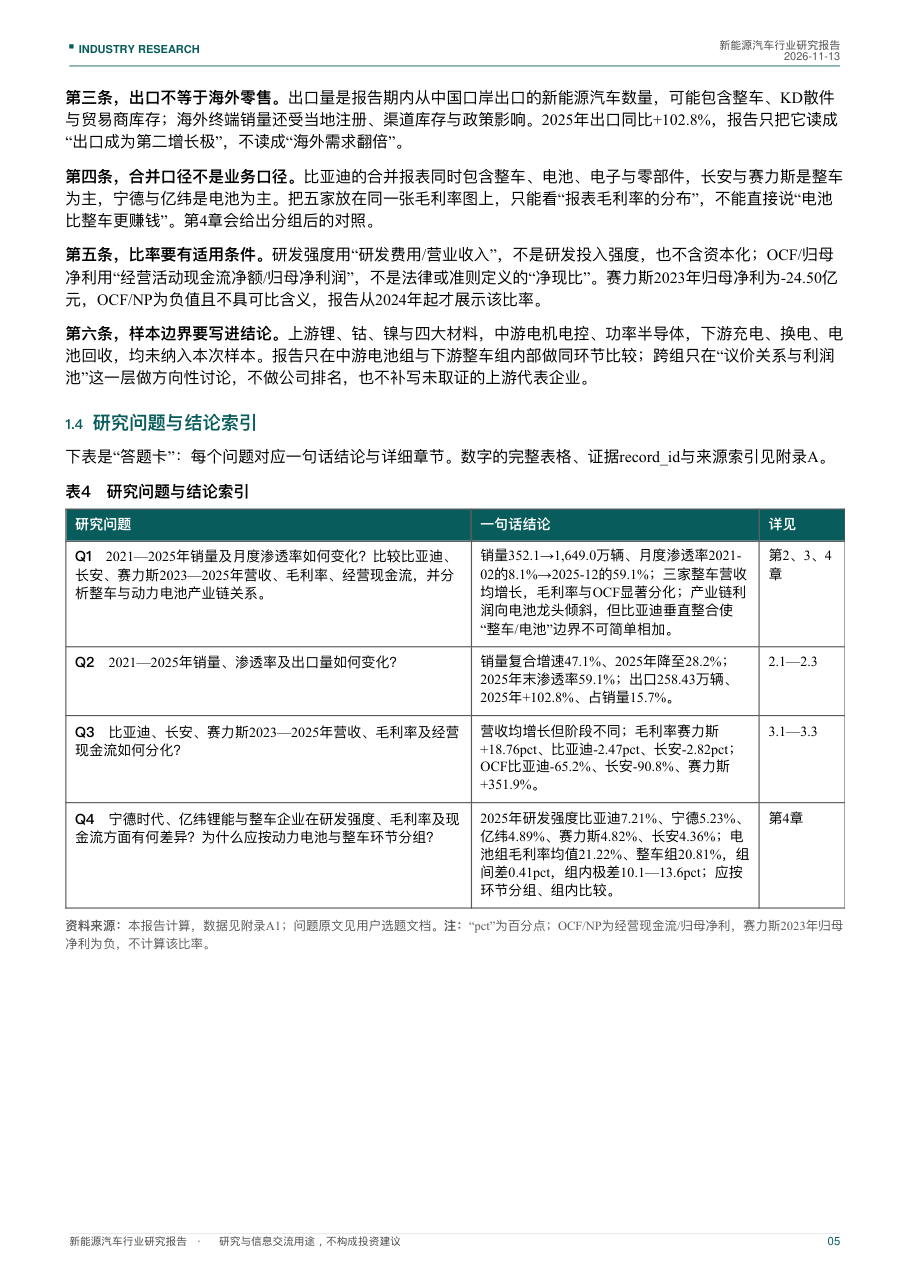 INDUSTRY RESEARCH
新能源汽车行业研究报告
2026-11-13
第三条，出口不等于海外零售。出口量是报告期内从中国口岸出口的新能源汽车数量，可能包含整车、KD散件
与贸易商库存；海外终端销量还受当地注册、渠道库存与政策影响。2025年出口同比+102.8%，报告只把它读成
“出口成为第二增长极”，不读成“海外需求翻倍”。
第四条，合并口径不是业务口径。比亚迪的合并报表同时包含整车、电池、电子与零部件，长安与赛力斯是整车
为主，宁德与亿纬是电池为主。把五家放在同一张毛利率图上，只能看“报表毛利率的分布”，不能直接说“电池
比整车更赚钱”。第4章会给出分组后的对照。
第五条，比率要有适用条件。研发强度用“研发费用/营业收入”，不是研发投入强度，也不含资本化；OCF/归母
净利用“经营活动现金流净额/归母净利润”，不是法律或准则定义的“净现比”。赛力斯2023年归母净利为-24.50亿
元，OCF/NP为负值且不具可比含义，报告从2024年起才展示该比率。
第六条，样本边界要写进结论。上游锂、钴、镍与四大材料，中游电机电控、功率半导体，下游充电、换电、电
池回收，均未纳入本次样本。报告只在中游电池组与下游整车组内部做同环节比较；跨组只在“议价关系与利润
池”这一层做方向性讨论，不做公司排名，也不补写未取证的上游代表企业。
1.4 研究问题与结论索引
下表是“答题卡”：每个问题对应一句话结论与详细章节。数字的完整表格、证据record_id与来源索引见附录A。
表4 研究问题与结论索引
研究问题 一句话结论 详见
Q1 2021—2025年销量及月度渗透率如何变化？比较比亚迪、
长安、赛力斯2023—2025年营收、毛利率、经营现金流，并分
析整车与动力电池产业链关系。
销量352.1→1,649.0万辆、月度渗透率2021-
02的8.1%→2025-12的59.1%；三家整车营收
均增长，毛利率与OCF显著分化；产业链利
润向电池龙头倾斜，但比亚迪垂直整合使
“整车/电池”边界不可简单相加。
第2、3、4
章
Q2 2021—2025年销量、渗透率及出口量如何变化？
销量复合增速47.1%、2025年降至28.2%；
2025年末渗透率59.1%；出口258.43万辆、
2025年+102.8%、占销量15.7%。
2.1—2.3
Q3 比亚迪、长安、赛力斯2023—2025年营收、毛利率及经营
现金流如何分化？
营收均增长但阶段不同；毛利率赛力斯
+18.76pct、比亚迪-2.47pct、长安-2.82pct；
OCF比亚迪-65.2%、长安-90.8%、赛力斯
+351.9%。
3.1—3.3
Q4 宁德时代、亿纬锂能与整车企业在研发强度、毛利率及现
金流方面有何差异？为什么应按动力电池与整车环节分组？
2025年研发强度比亚迪7.21%、宁德5.23%、
亿纬4.89%、赛力斯4.82%、长安4.36%；电
池组毛利率均值21.22%、整车组20.81%，组
间差0.41pct，组内极差10.1—13.6pct；应按
环节分组、组内比较。
第4章
资料来源：本报告计算，数据见附录A1；问题原文见用户选题文档。注：“pct”为百分点；OCF/NP为经营现金流/归母净利，赛力斯2023年归母
净利为负，不计算该比率。
新能源汽车行业研究报告 · 研究与信息交流用途，不构成投资建议
05